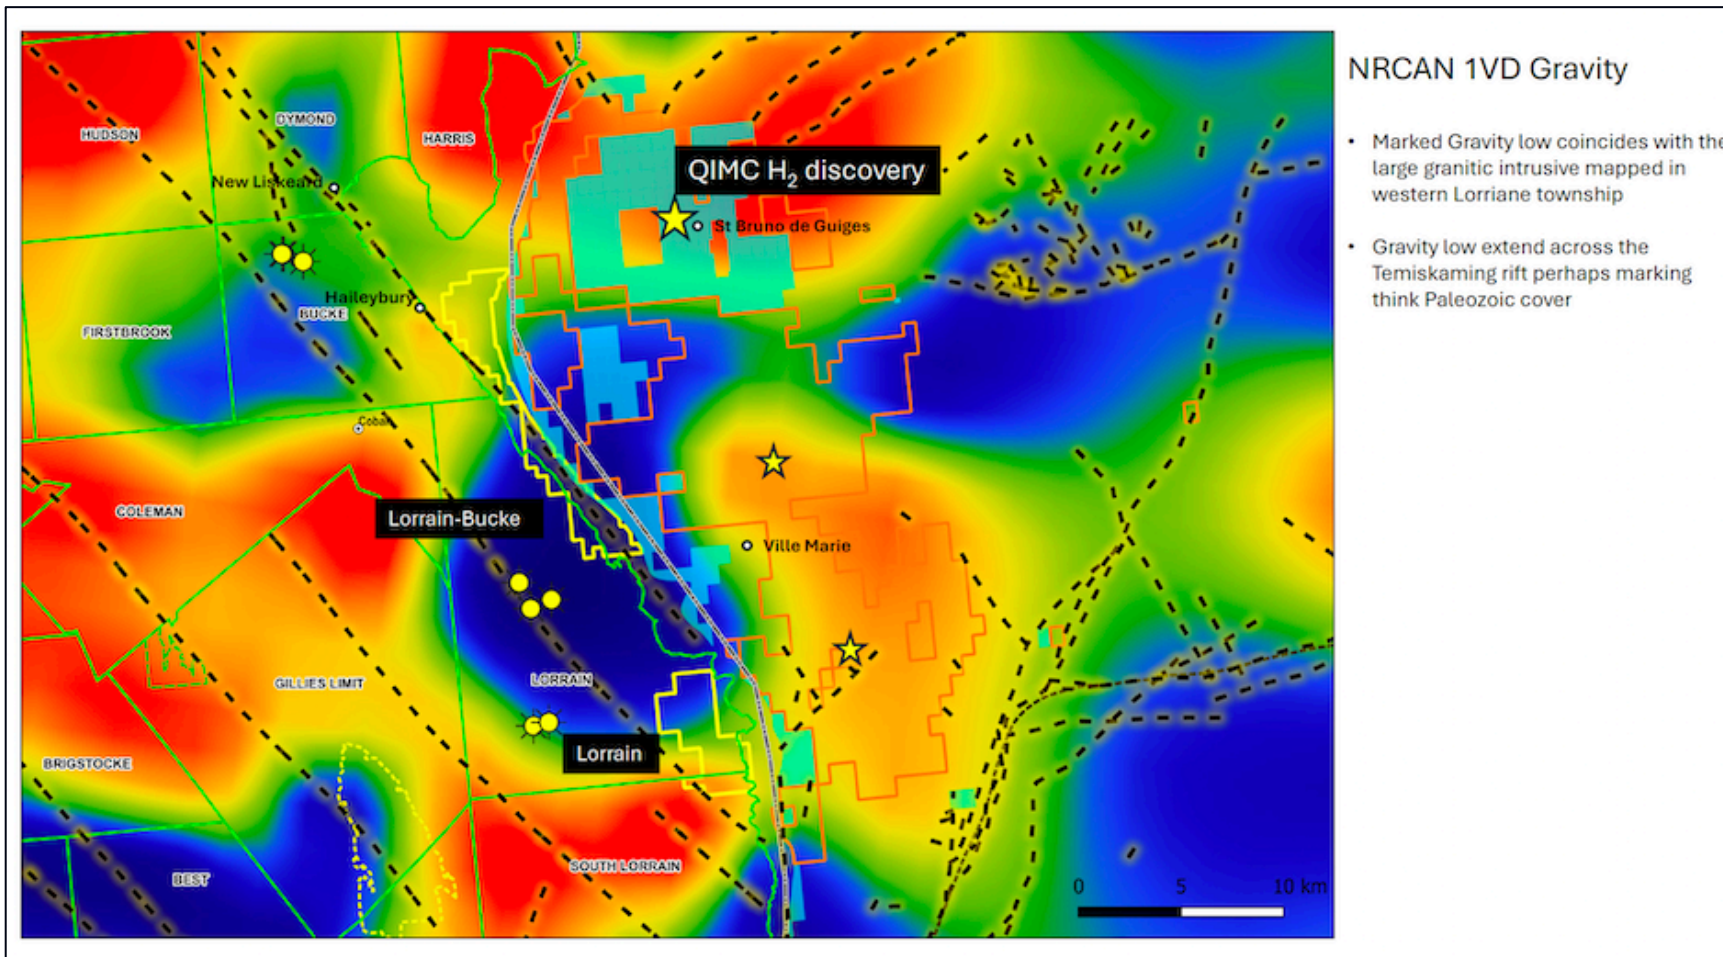 NRCAN 1VD Gravity
• Marked Gravity low coincides with the
large granitic intrusive mapped in
western Lorriane township
• Gravity low extend across the
Temiskaming rift perhaps marking
think Paleozoic cover
HUDSON
DYMOND
HARRIS
QIMC H₂ discovery
New Liskeard
St Bruno de Guiges
Haileybury
BUCKE
FIRSTBROOK
Cobalt
COLEMAN
Lorrain-Bucke
Ville Marie
GILLIES LIMIT
LORRAIN
Lorrain
BRIGSTOCKE
SOUTH LORRAIN
BEST
0 5 10 km